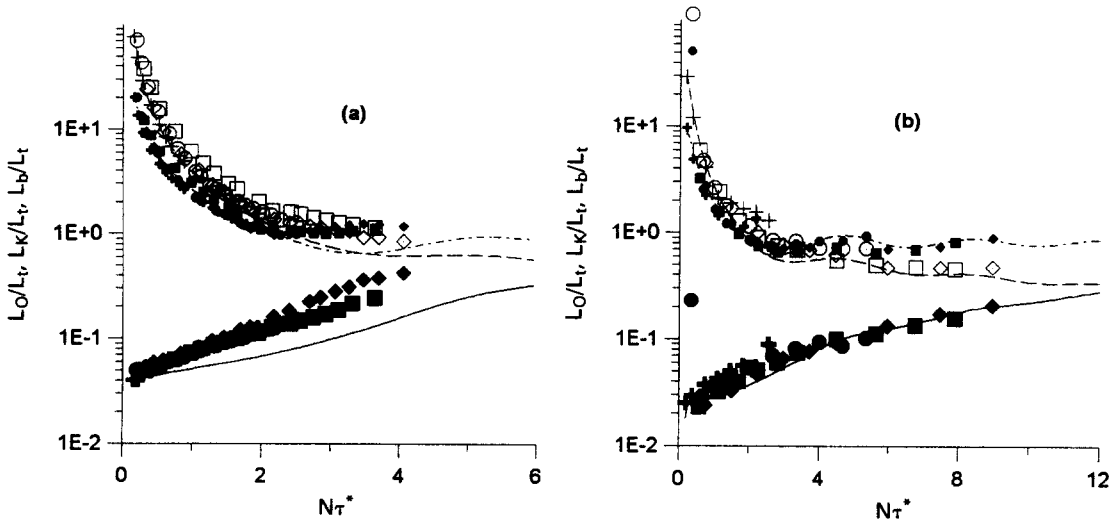 (a)
L_O/L_t, L_K/L_t, L_b/L_t
1E+1
1E+0
1E-1
1E-2
0 2 4 6
Nτ*
(b)
L_O/L_t, L_K/L_t, L_b/L_t
1E+1
1E+0
1E-1
1E-2
0 4 8 12
Nτ*